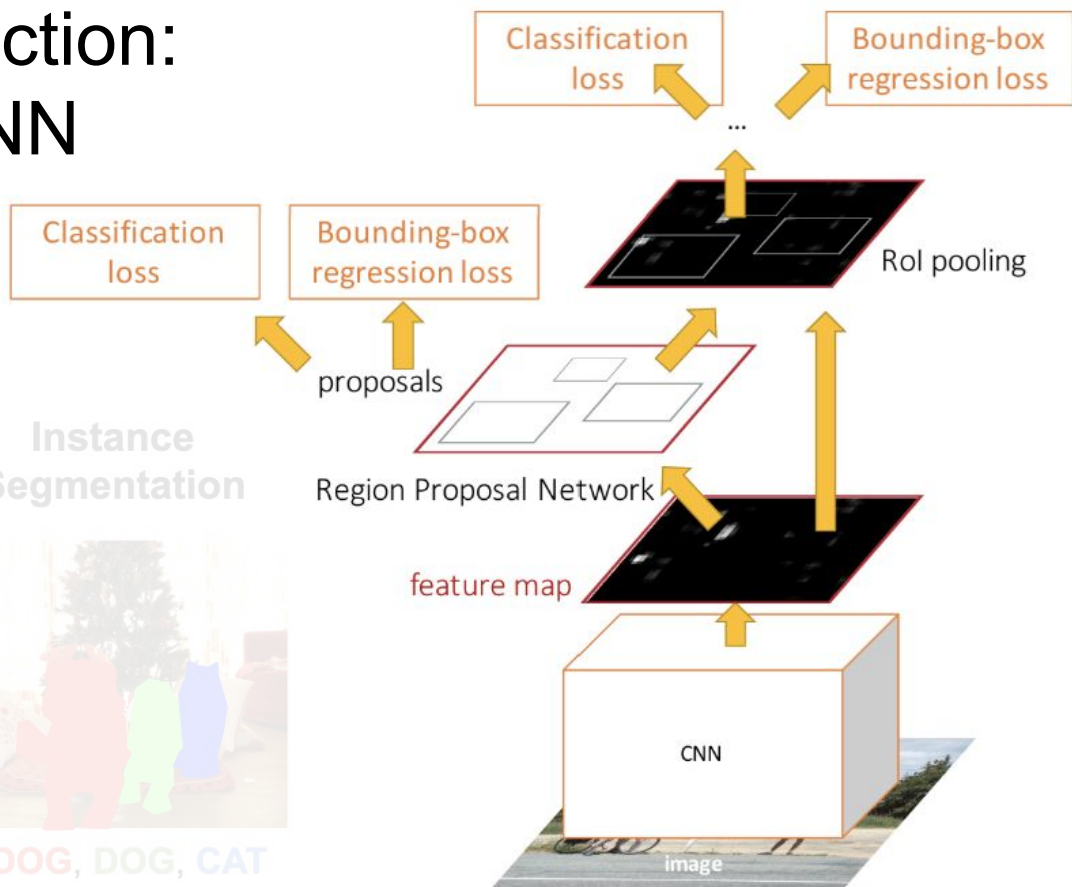 ction:
NN
Classification
loss
Bounding-box
regression loss
...
Classification
loss
Bounding-box
regression loss
RoI pooling
proposals
Instance
Segmentation
Region Proposal Network
feature map
CNN
image
DOG, DOG, CAT